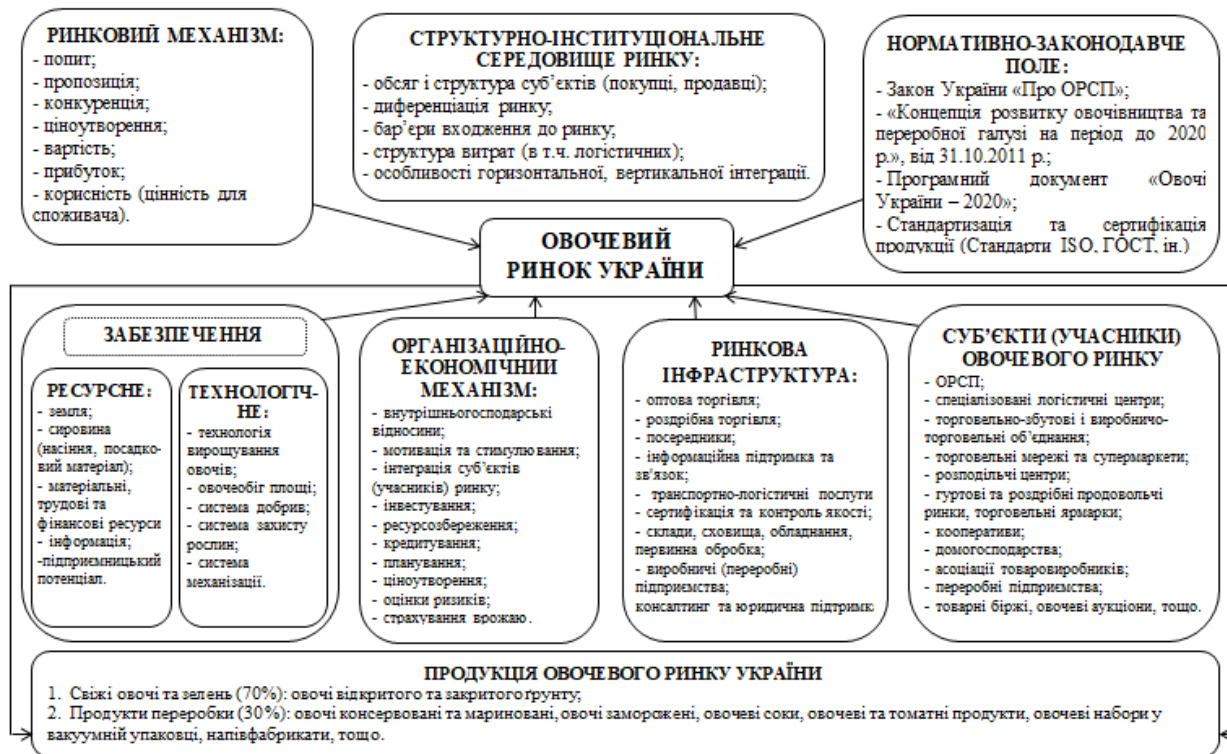 РИНКОВИЙ МЕХАНІЗМ:
- попит;
- пропозиція;
- конкуренція;
- ціноутворення;
- вартість;
- прибуток;
- корисність (цінність для
споживача).
СТРУКТУРНО-ІНСТИТУЦІОНАЛЬНЕ
СЕРЕДОВИЩЕ РИНКУ:
- обсяг і структура суб’єктів (покупці, продавці);
- диференціація ринку;
- бар’єри входження до ринку;
- структура витрат (в т.ч. логістичних);
- особливості горизонтальної, вертикальної інтеграції.
НОРМАТИВНО-ЗАКОНОДАВЧЕ
ПОЛЕ:
- Закон України «Про ОРСП»;
- «Концепція розвитку овочівництва та
переробної галузі на період до 2020
р.», від 31.10.2011 р.;
- Програмний документ «Овочі
України – 2020»;
- Стандартизація та сертифікація
продукції (Стандарти ISO, ГОСТ, ін.)
ОВОЧЕВИЙ
РИНОК УКРАЇНИ
ЗАБЕЗПЕЧЕННЯ
РЕСУРСНЕ:
- земля;
- сировина
(насіння, посадко-
вий матеріал);
- матеріальні,
трудові та
фінансові ресурси
- інформація;
-підприємницький
потенціал.
ТЕХНОЛОГІЧ-
НЕ:
- технологія
вирощування
овочів;
- овочеобіг площі;
- система добрив;
- система захисту
рослин;
- система
механізації.
ОРГАНІЗАЦІЙНО-
ЕКОНОМІЧНИЙ
МЕХАНІЗМ:
- внутрішньогосподарські
відносини;
- мотивація та стимулювання;
- інтеграція суб’єктів
(учасників) ринку;
- інвестування;
- ресурсозбереження;
- кредитування;
- планування;
- ціноутворення;
- оцінки ризиків;
- страхування врожаю.
РИНКОВА
ІНФРАСТРУКТУРА:
- оптова торгівля;
- роздрібна торгівля;
- посередники;
- інформаційна підтримка та
зв'язок;
- транспортно-логістичні послуги
- сертифікація та контроль якості;
- склади, сховища, обладнання,
первинна обробка;
- виробничі (переробні)
підприємства;
консалтинг та юридична підтримка
СУБ’ЄКТИ (УЧАСНИКИ)
ОВОЧЕВОГО РИНКУ
- ОРСП;
- спеціалізовані логістичні центри;
- торговельно-збутові і виробничо-
торговельні об’єднання;
- торговельні мережі та супермаркети;
- розподільчі центри;
- гуртові та роздрібні продовольчі
ринки, торговельні ярмарки;
- кооперативи;
- домогосподарства;
- асоціації товаровиробників;
- переробні підприємства;
- товарні біржі, овочеві аукціони, тощо.
ПРОДУКЦІЯ ОВОЧЕВОГО РИНКУ УКРАЇНИ
1. Свіжі овочі та зелень (70%): овочі відкритого та закритого ґрунту;
2. Продукти переробки (30%): овочі консервовані та мариновані, овочі заморожені, овочеві соки, овочеві та томатні продукти, овочеві набори у
вакуумній упаковці, напівфабрикати, тощо.